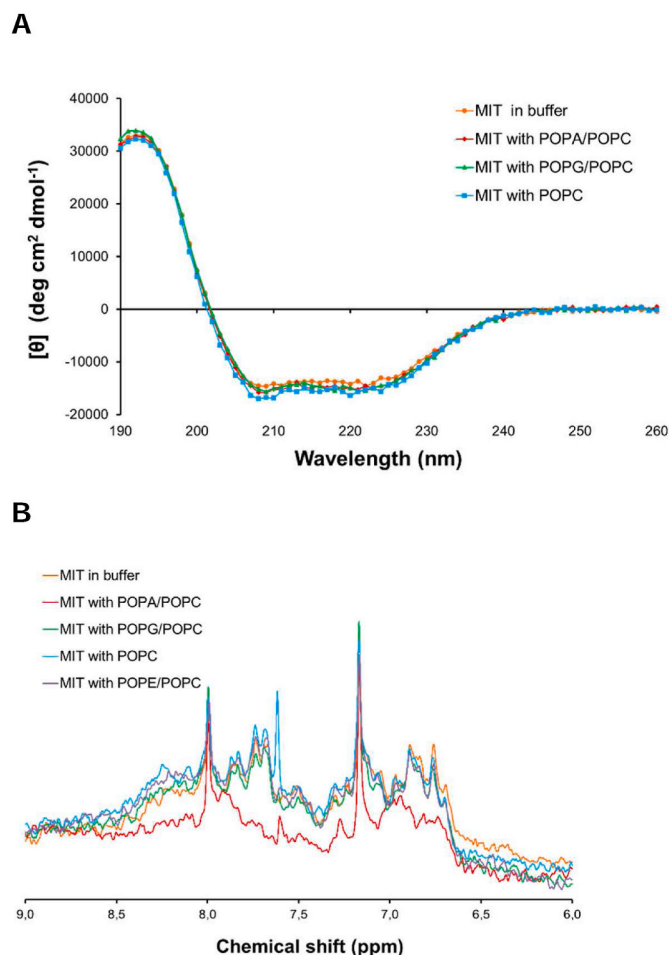 A
40000
30000
20000
10000
0
-10000
-20000
[θ] (deg cm² dmol⁻¹)
190 200 210 220 230 240 250 260
Wavelength (nm)
MIT in buffer
MIT with POPA/POPC
MIT with POPG/POPC
MIT with POPC
B
MIT in buffer
MIT with POPA/POPC
MIT with POPG/POPC
MIT with POPC
MIT with POPE/POPC
9,0 8,5 8,0 7,5 7,0 6,5 6,0
Chemical shift (ppm)